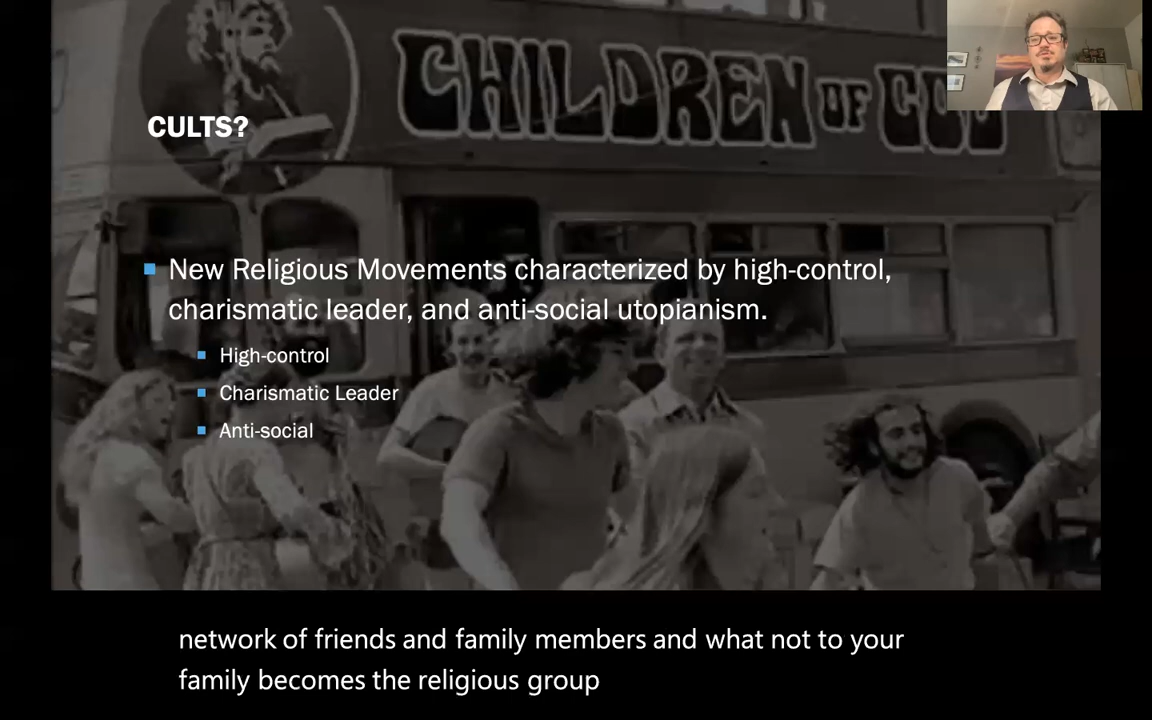 CHILDREN OF GOD
CULTS?
New Religious Movements characterized by high-control,
charismatic leader, and anti-social utopianism.
High-control
Charismatic Leader
Anti-social
network of friends and family members and what not to your
family becomes the religious group